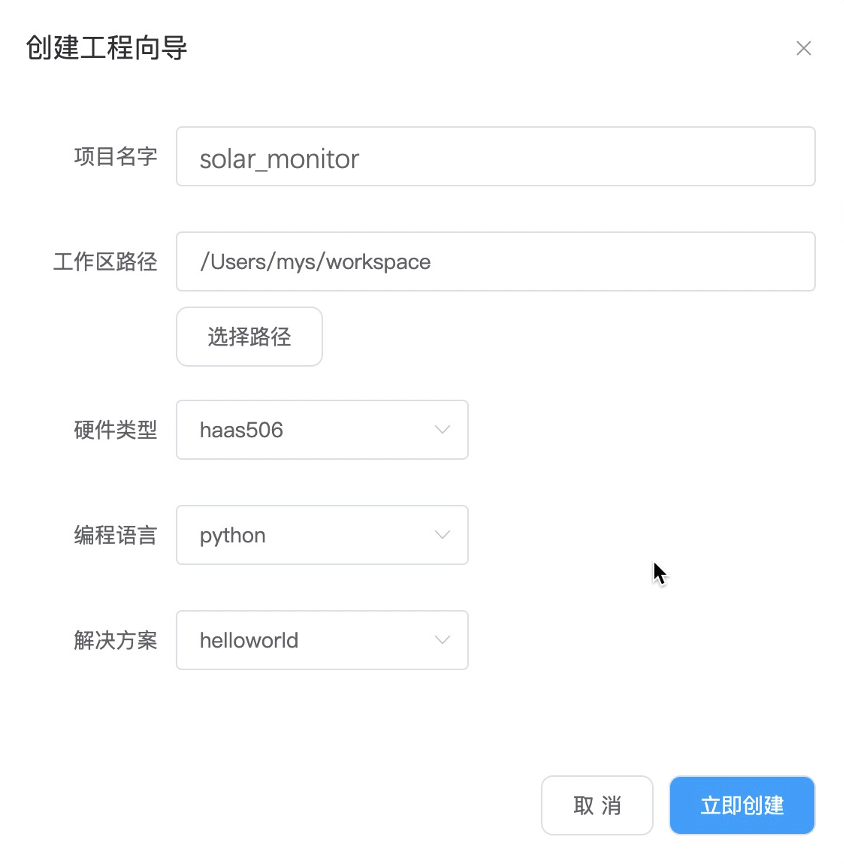 创建工程向导
项目名字 solar_monitor
工作区路径 /Users/mys/workspace
选择路径
硬件类型 haas506
编程语言 python
解决方案 helloworld
取 消 立即创建